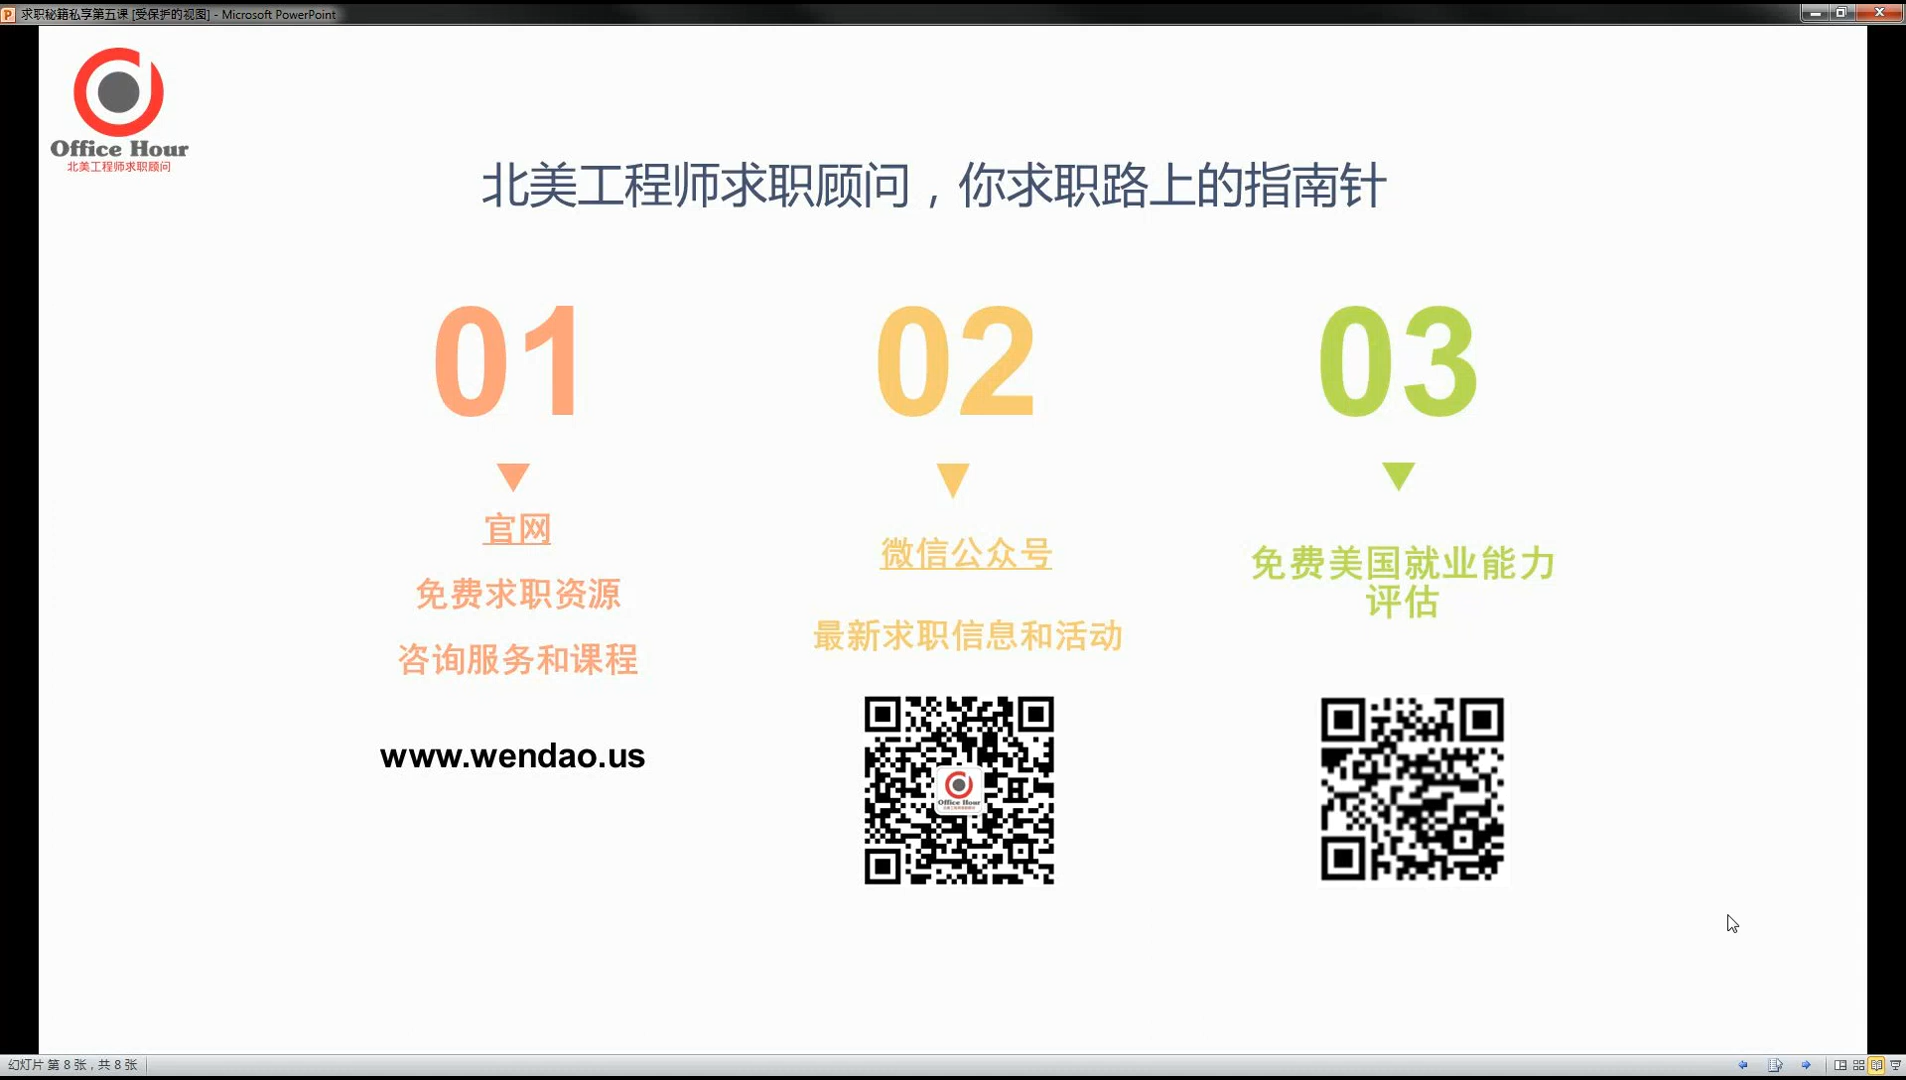 求职秘籍私享第五课 [受保护的视图] - Microsoft PowerPoint
Office Hour
北美工程师求职顾问
北美工程师求职顾问，你求职路上的指南针
01
02
03
官网
免费求职资源
咨询服务和课程
www.wendao.us
微信公众号
最新求职信息和活动
Office Hour
免费美国就业能力
评估
幻灯片 第 8 张，共 8 张